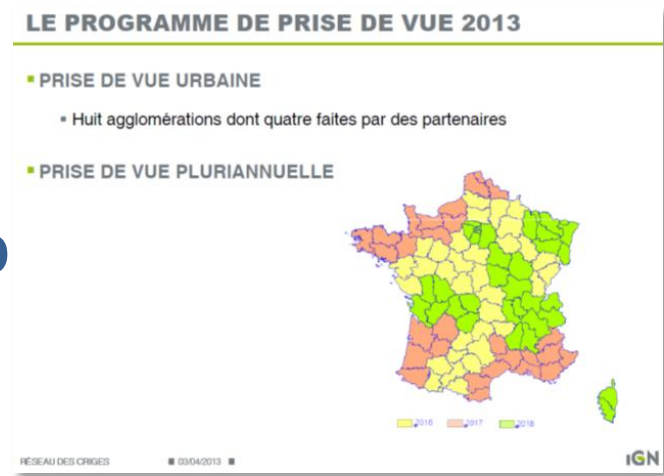 LE PROGRAMME DE PRISE DE VUE 2013
PRISE DE VUE URBAINE
Huit agglomérations dont quatre faites par des partenaires
PRISE DE VUE PLURIANNUELLE
2016 2017 2018
RÉSEAU DES CRIGES 03/04/2013 IGN